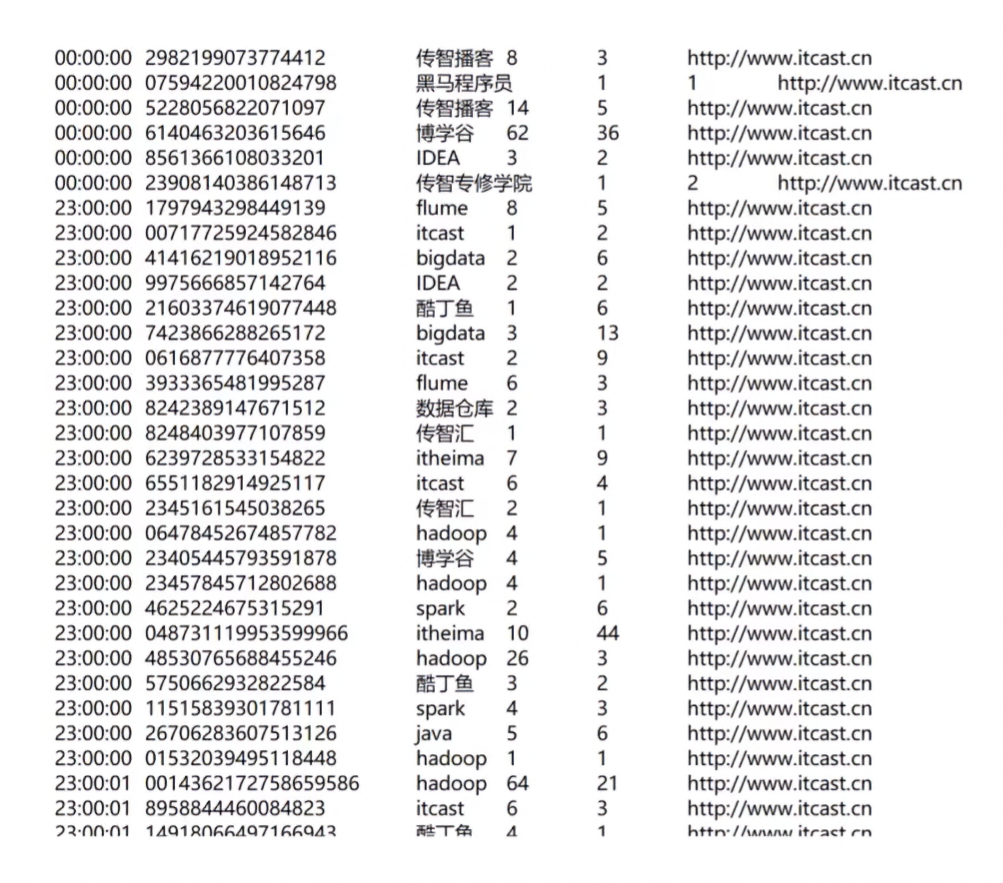 00:00:00 2982199073774412 传智播客 8 3 http://www.itcast.cn
00:00:00 07594220010824798 黑马程序员 1 1 http://www.itcast.cn
00:00:00 5228056822071097 传智播客 14 5 http://www.itcast.cn
00:00:00 6140463203615646 博学谷 62 36 http://www.itcast.cn
00:00:00 8561366108033201 IDEA 3 2 http://www.itcast.cn
00:00:00 23908140386148713 传智专修学院 1 2 http://www.itcast.cn
23:00:00 1797943298449139 flume 8 5 http://www.itcast.cn
23:00:00 00717725924582846 itcast 1 2 http://www.itcast.cn
23:00:00 41416219018952116 bigdata 2 6 http://www.itcast.cn
23:00:00 9975666857142764 IDEA 2 2 http://www.itcast.cn
23:00:00 21603374619077448 酷丁鱼 1 6 http://www.itcast.cn
23:00:00 7423866288265172 bigdata 3 13 http://www.itcast.cn
23:00:00 0616877776407358 itcast 2 9 http://www.itcast.cn
23:00:00 3933365481995287 flume 6 3 http://www.itcast.cn
23:00:00 8242389147671512 数据仓库 2 3 http://www.itcast.cn
23:00:00 8248403977107859 传智汇 1 1 http://www.itcast.cn
23:00:00 6239728533154822 itheima 7 9 http://www.itcast.cn
23:00:00 6551182914925117 itcast 6 4 http://www.itcast.cn
23:00:00 2345161545038265 传智汇 2 1 http://www.itcast.cn
23:00:00 06478452674857782 hadoop 4 1 http://www.itcast.cn
23:00:00 23405445793591878 博学谷 4 5 http://www.itcast.cn
23:00:00 23457845712802688 hadoop 4 1 http://www.itcast.cn
23:00:00 4625224675315291 spark 2 6 http://www.itcast.cn
23:00:00 048731119953599966 itheima 10 44 http://www.itcast.cn
23:00:00 48530765688455246 hadoop 26 3 http://www.itcast.cn
23:00:00 5750662932822584 酷丁鱼 3 2 http://www.itcast.cn
23:00:00 11515839301781111 spark 4 3 http://www.itcast.cn
23:00:00 26706283607513126 java 5 6 http://www.itcast.cn
23:00:00 01532039495118448 hadoop 1 1 http://www.itcast.cn
23:00:01 0014362172758659586 hadoop 64 21 http://www.itcast.cn
23:00:01 8958844460084823 itcast 6 3 http://www.itcast.cn
23:00:01 14918066497166943 酷丁鱼 4 1 http://www.itcast.cn